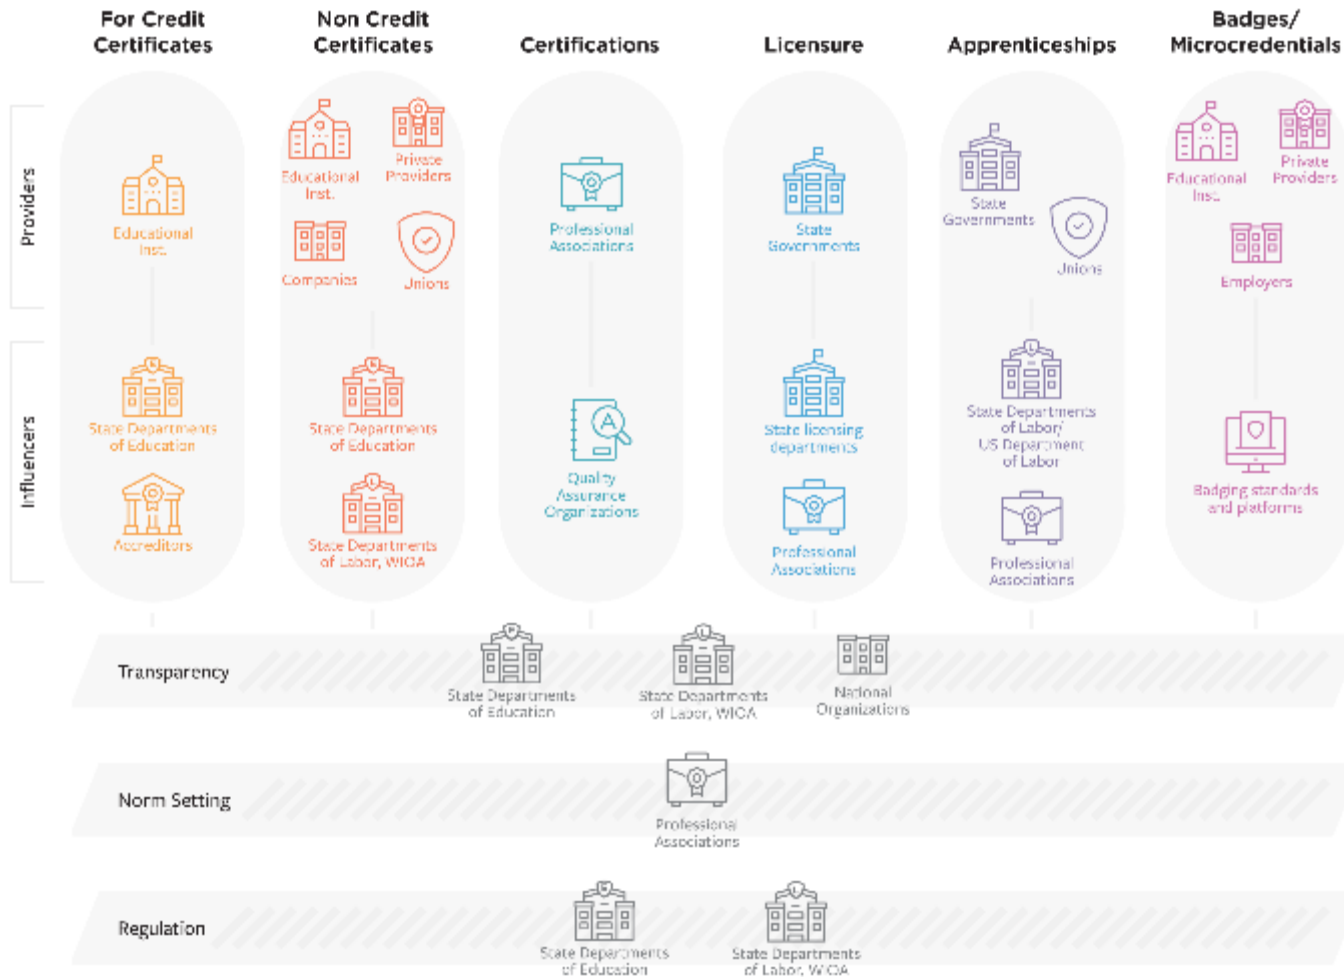 For Credit
Certificates
Non Credit
Certificates
Certifications
Licensure
Apprenticeships
Badges/
Microcredentials
Providers
Educational
Inst.
Educational
Inst.
Private
Providers
Companies
Unions
Professional
Associations
State
Governments
State
Governments
Unions
Educational
Inst.
Private
Providers
Employers
Influencers
State Departments
of Education
Accreditors
State Departments
of Education
State Departments
of Labor, WIOA
Quality
Assurance
Organizations
State licensing
departments
Professional
Associations
State Departments
of Labor/
US Department
of Labor
Professional
Associations
Badging standards
and platforms
Transparency
State Departments
of Education
State Departments
of Labor, WIOA
National
Organizations
Norm Setting
Professional
Associations
Regulation
State Departments
of Education
State Departments
of Labor, WIOA